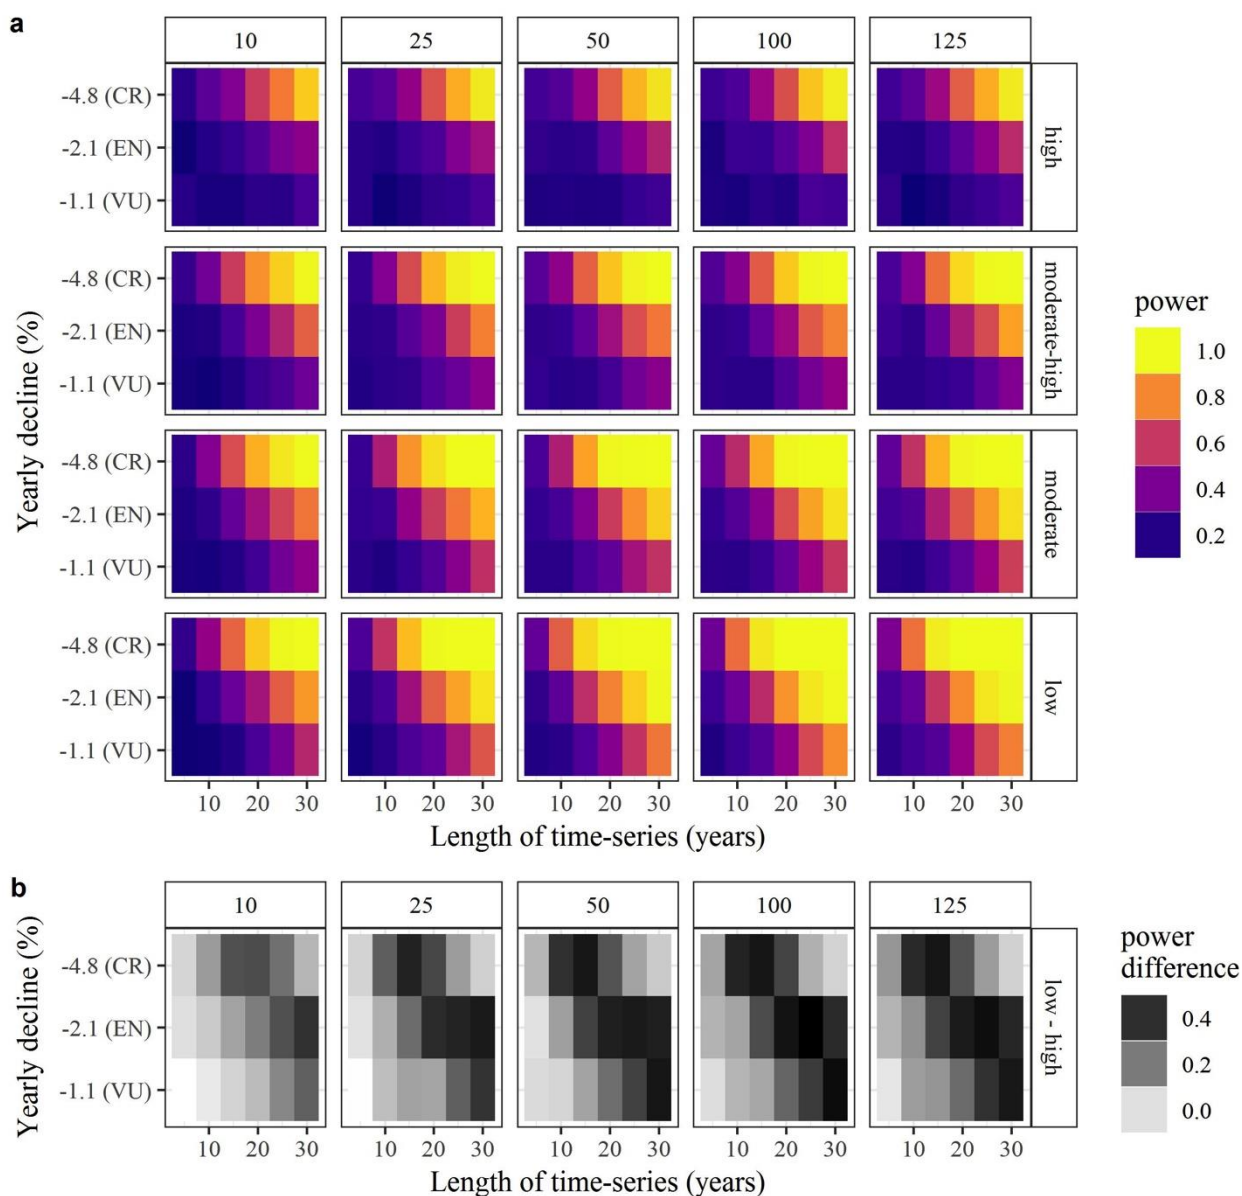 a
10 25 50 100 125
-4.8 (CR)
-2.1 (EN)
-1.1 (VU)
high
-4.8 (CR)
-2.1 (EN)
-1.1 (VU)
moderate-high
-4.8 (CR)
-2.1 (EN)
-1.1 (VU)
moderate
-4.8 (CR)
-2.1 (EN)
-1.1 (VU)
low
Yearly decline (%)
10 20 30 10 20 30 10 20 30 10 20 30 10 20 30
Length of time-series (years)
power
1.0
0.8
0.6
0.4
0.2
b
10 25 50 100 125
-4.8 (CR)
-2.1 (EN)
-1.1 (VU)
low - high
Yearly decline (%)
10 20 30 10 20 30 10 20 30 10 20 30 10 20 30
Length of time-series (years)
power
difference
0.4
0.2
0.0